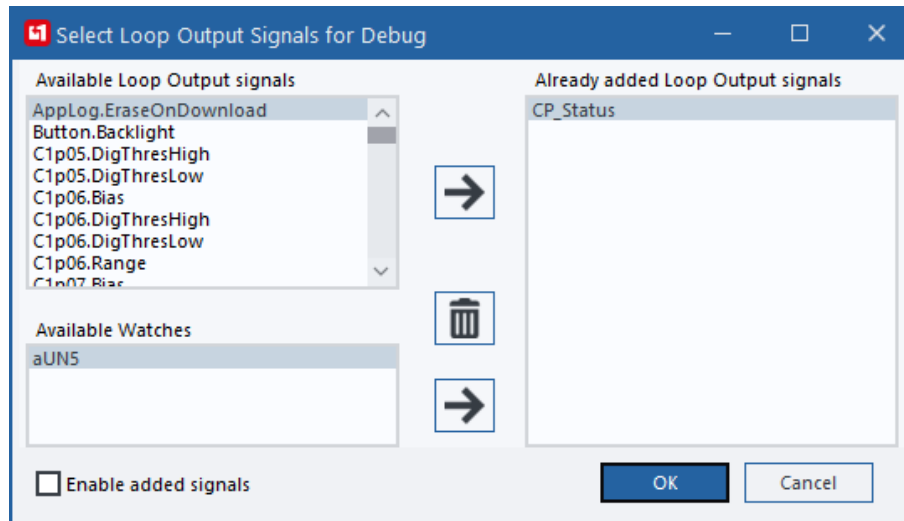 Select Loop Output Signals for Debug
Available Loop Output signals
AppLog.EraseOnDownload
Button.Backlight
C1p05.DigThresHigh
C1p05.DigThresLow
C1p06.Bias
C1p06.DigThresHigh
C1p06.DigThresLow
C1p06.Range
C1p07.Bias
Available Watches
aUN5
Already added Loop Output signals
CP_Status
Enable added signals
OK
Cancel